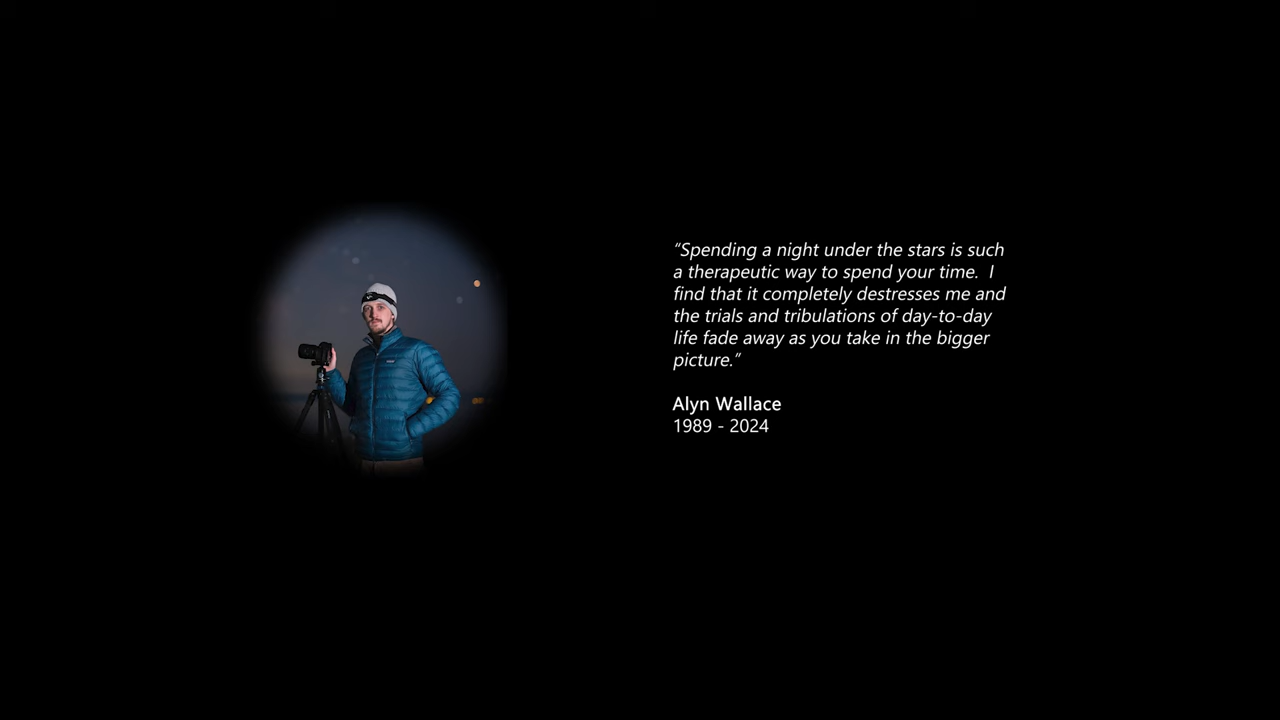 “Spending a night under the stars is such
a therapeutic way to spend your time.  I
find that it completely destresses me and
the trials and tribulations of day-to-day
life fade away as you take in the bigger
picture.”
Alyn Wallace
1989 - 2024